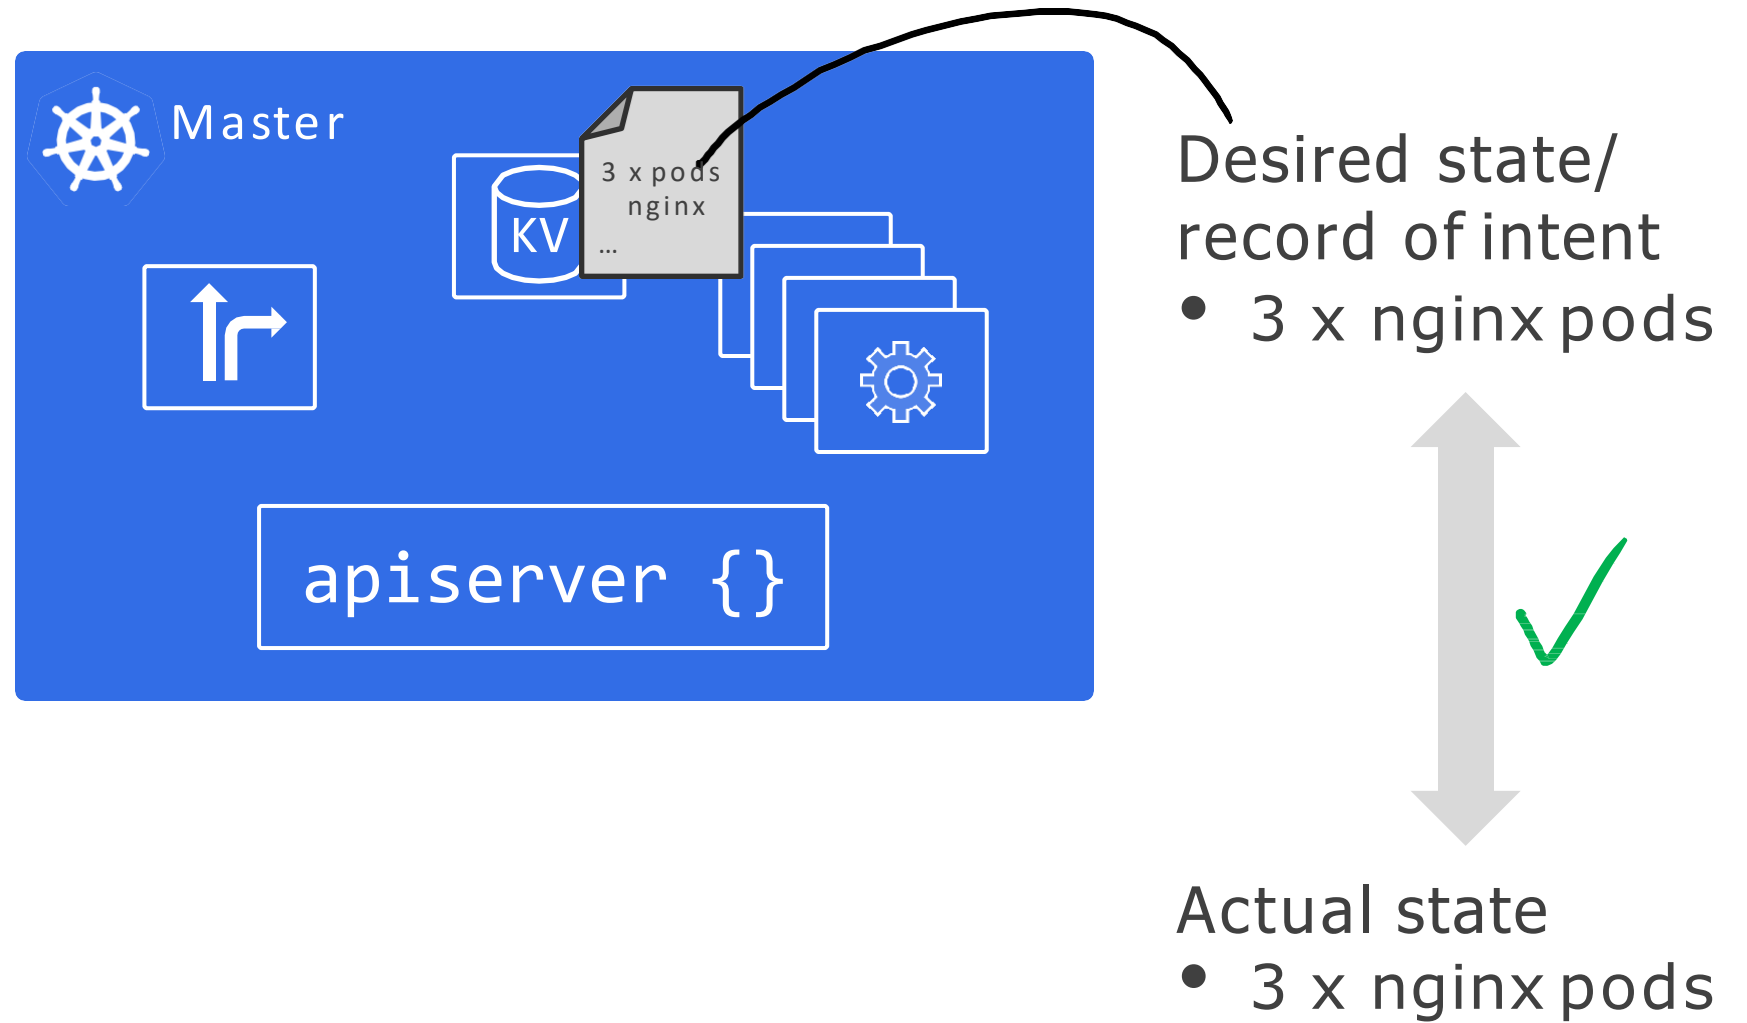 Master
KV
3 x pods
nginx
...
apiserver {}
Desired state/
record of intent
• 3 x nginx pods
Actual state
• 3 x nginx pods